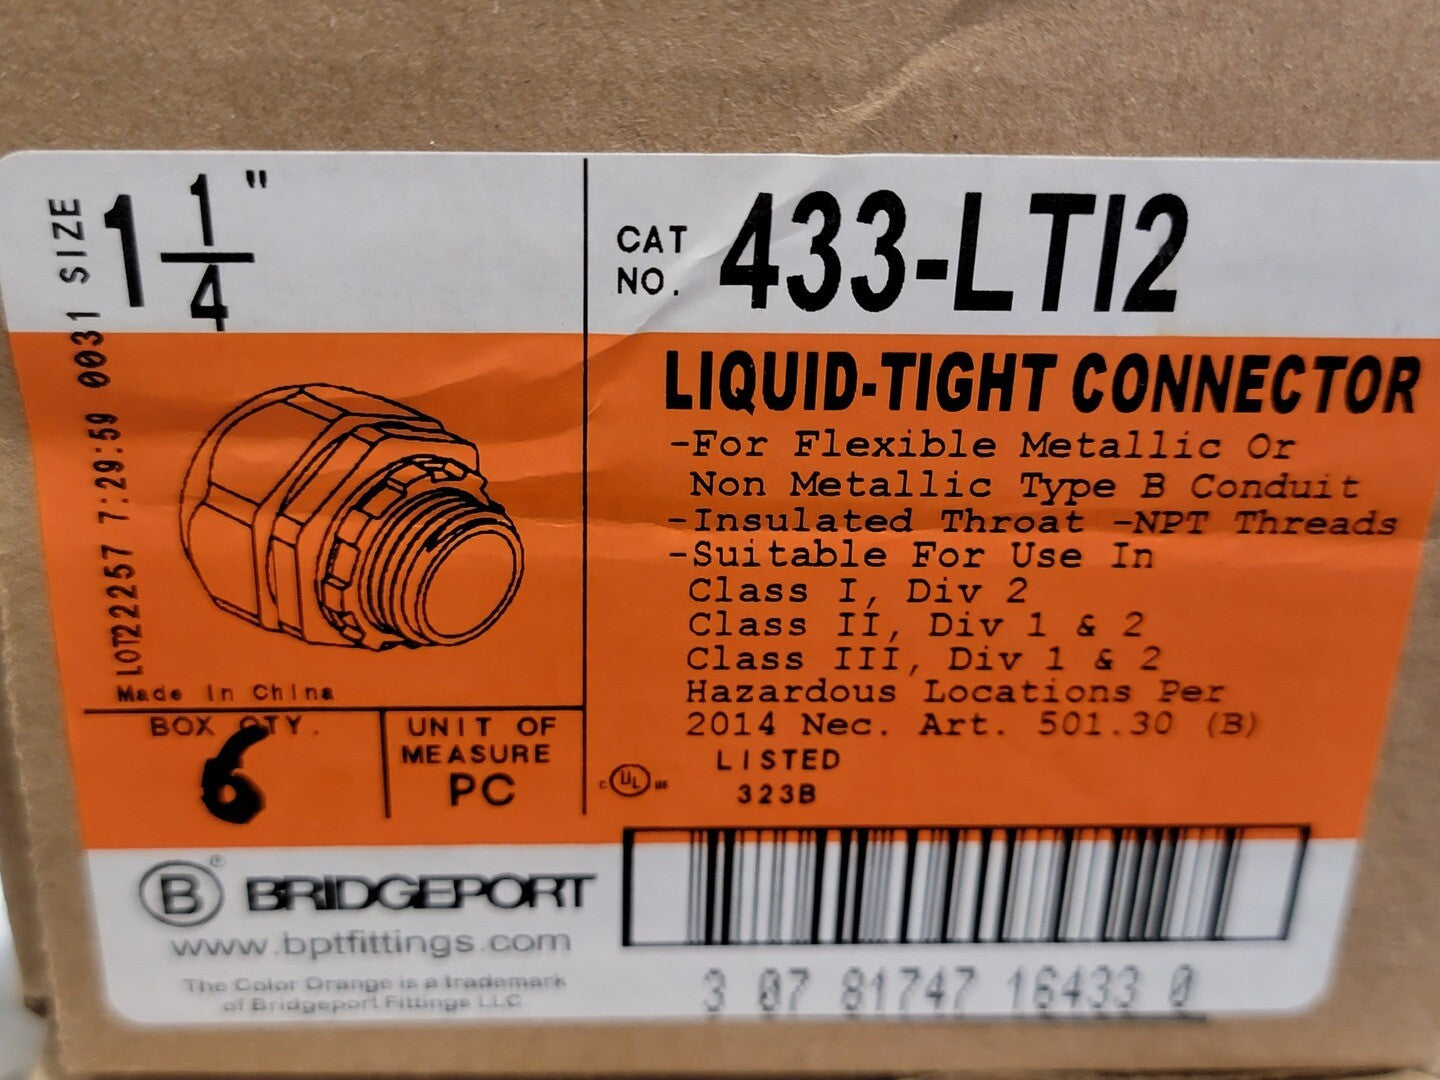 SIZE 1 1/4"
CAT NO. 433-LTI2
LOT22257 7:29:59 0031
LIQUID-TIGHT CONNECTOR
-For Flexible Metallic Or
Non Metallic Type B Conduit
-Insulated Throat -NPT Threads
-Suitable For Use In
Class I, Div 2
Class II, Div 1 & 2
Class III, Div 1 & 2
Hazardous Locations Per
2014 Nec. Art. 501.30 (B)
C UL US LISTED
323B
Made In China
BOX QTY.
6
UNIT OF
MEASURE
PC
B® BRIDGEPORT
www.bptfittings.com
The Color Orange is a trademark
of Bridgeport Fittings LLC
3 07 81747 16433 0